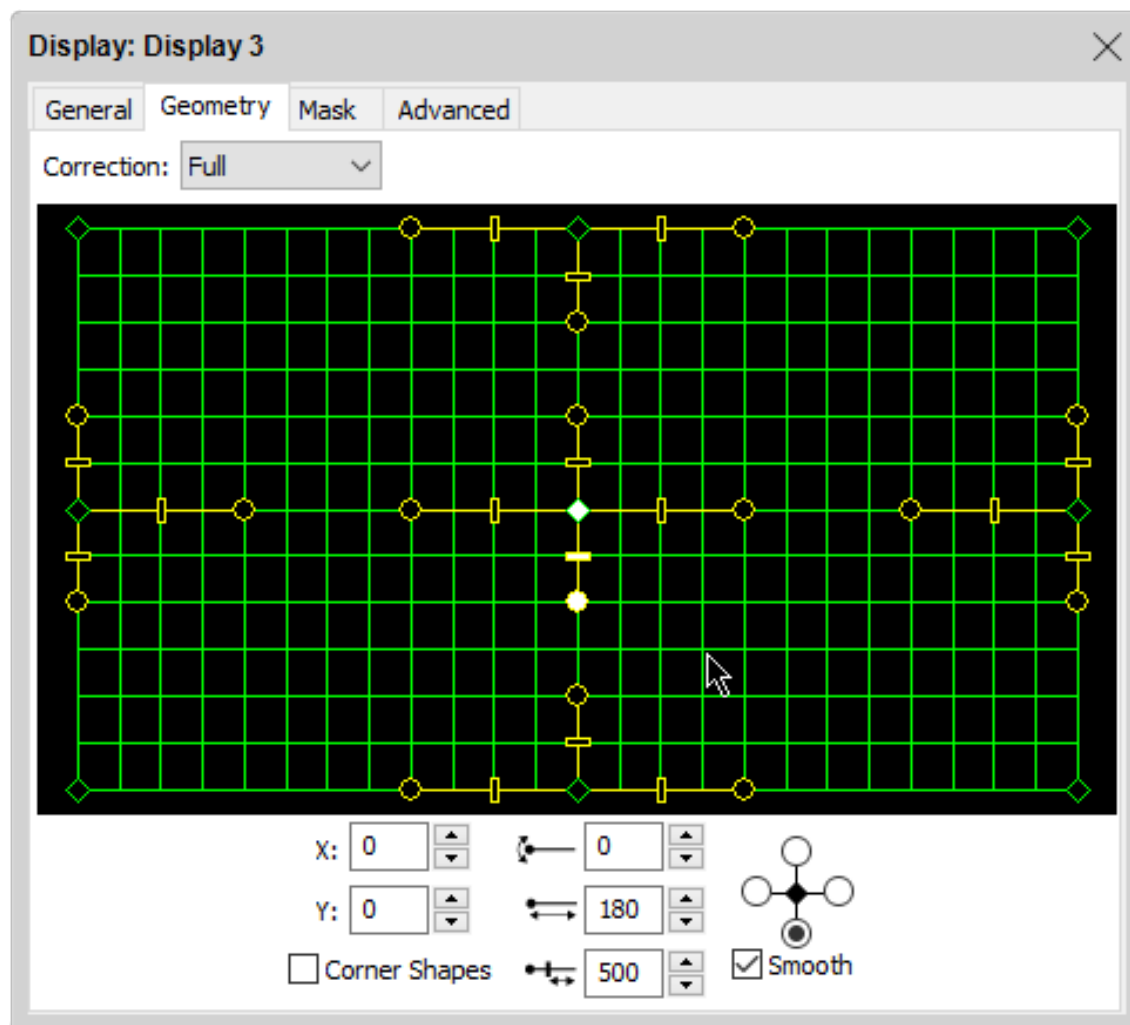 Display: Display 3
General Geometry Mask Advanced
Correction: Full
X: 0 0
Y: 0 180
Corner Shapes 500 Smooth